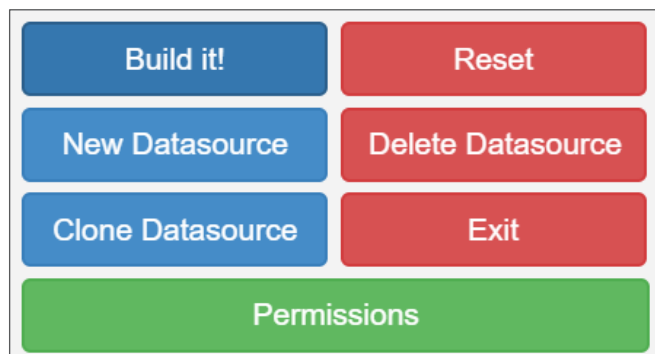 Build it!
Reset
New Datasource
Delete Datasource
Clone Datasource
Exit
Permissions